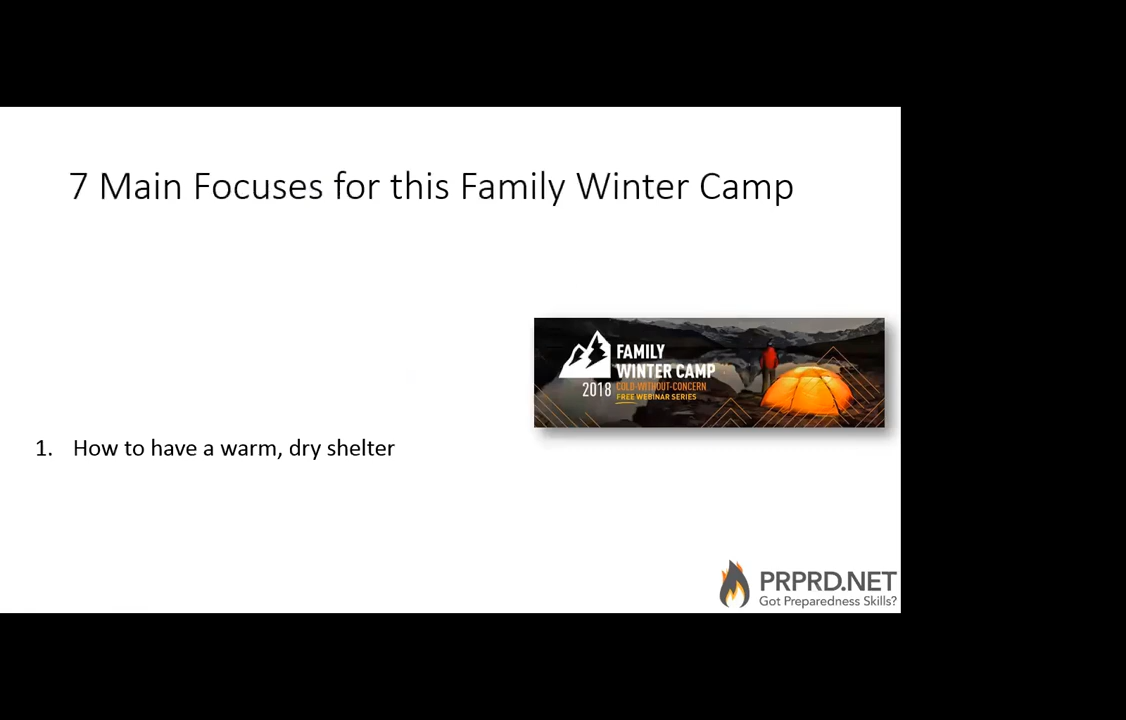 7 Main Focuses for this Family Winter Camp
FAMILY
WINTER CAMP
2018 COLD-WITHOUT-CONCERN
FREE WEBINAR SERIES
1. How to have a warm, dry shelter
PRPRD.NET
Got Preparedness Skills?